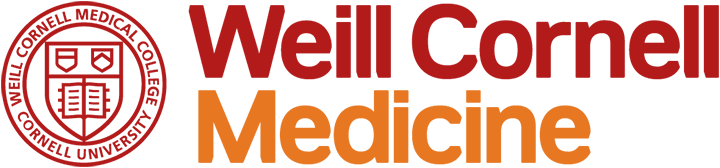 WEILL CORNELL MEDICAL COLLEGE
CORNELL UNIVERSITY
Weill Cornell
Medicine